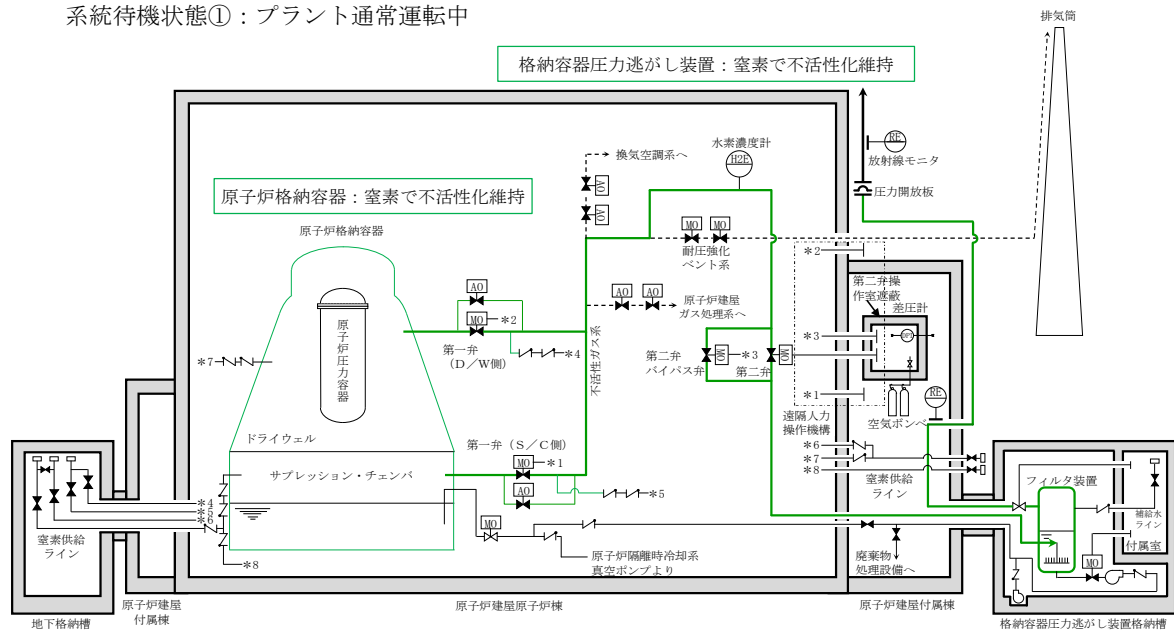 系統待機状態①：プラント通常運転中
排気筒
格納容器圧力逃がし装置：窒素で不活性化維持
水素濃度計
H2E
RE
放射線モニタ
換気空調系へ
AO
AO
圧力開放板
原子炉格納容器：窒素で不活性化維持
原子炉格納容器
MO
MO
耐圧強化
ベント系
＊2
第二弁操
作室遮蔽
差圧計
AO
MO
＊2
AO
AO
原子炉建屋
ガス処理系へ
原子炉圧力容器
不活性ガス系
＊3
DPI
＊7
第一弁
（D／W側）
＊4
第二弁
バイパス弁
MO
＊3
第二弁
MO
＊1
RE
遠隔人力
操作機構
空気ボンベ
ドライウェル
第一弁（S／C側）
＊6
＊7
＊8
サプレッション・チェンバ
MO
＊1
AO
＊5
窒素供給
ライン
フィルタ装置
＊4
＊5
＊6
補給水
ライン
付属室
窒素供給
ライン
MO
＊8
原子炉隔離時冷却系
真空ポンプより
廃棄物
処理設備へ
MO
原子炉建屋
付属棟
原子炉建屋原子炉棟
原子炉建屋付属棟
地下格納槽
格納容器圧力逃がし装置格納槽